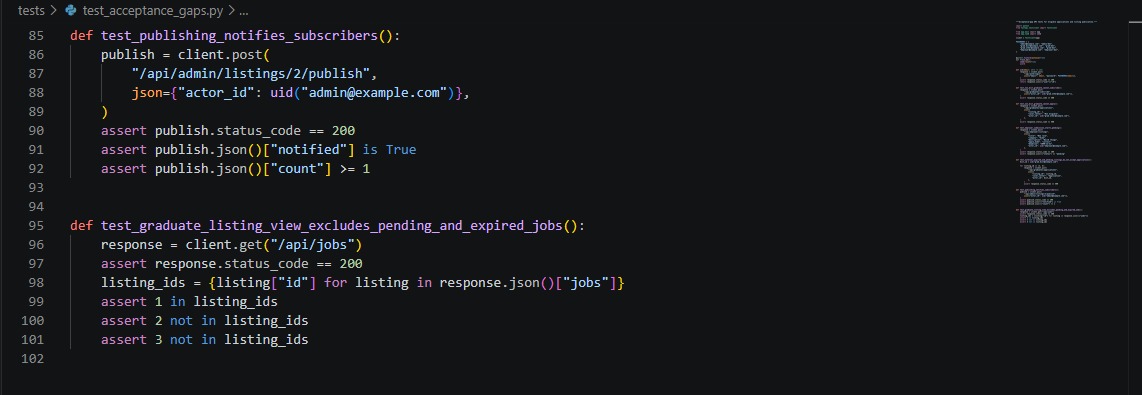 tests > test_acceptance_gaps.py > ...
85 def test_publishing_notifies_subscribers():
86     publish = client.post(
87         "/api/admin/listings/2/publish",
88         json={"actor_id": uid("admin@example.com")},
89     )
90     assert publish.status_code == 200
91     assert publish.json()["notified"] is True
92     assert publish.json()["count"] >= 1
93
94
95 def test_graduate_listing_view_excludes_pending_and_expired_jobs():
96     response = client.get("/api/jobs")
97     assert response.status_code == 200
98     listing_ids = {listing["id"] for listing in response.json()["jobs"]}
99     assert 1 in listing_ids
100     assert 2 not in listing_ids
101     assert 3 not in listing_ids
102